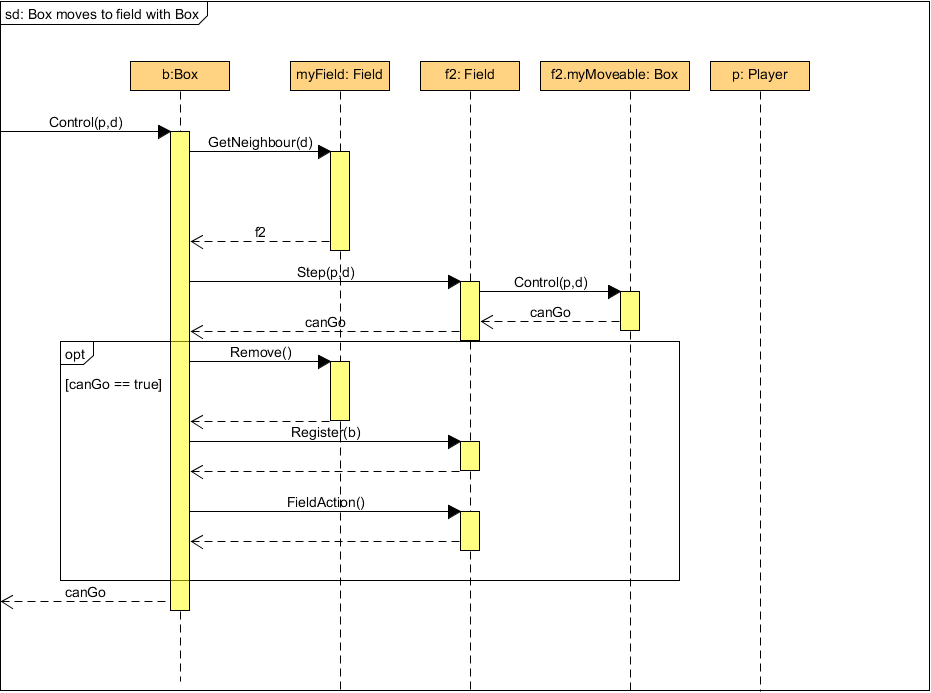 sd: Box moves to field with Box
b:Box
myField: Field
f2: Field
f2.myMoveable: Box
p: Player
Control(p,d)
GetNeighbour(d)
f2
Step(p,d)
Control(p,d)
canGo
canGo
opt
Remove()
[canGo == true]
Register(b)
FieldAction()
canGo